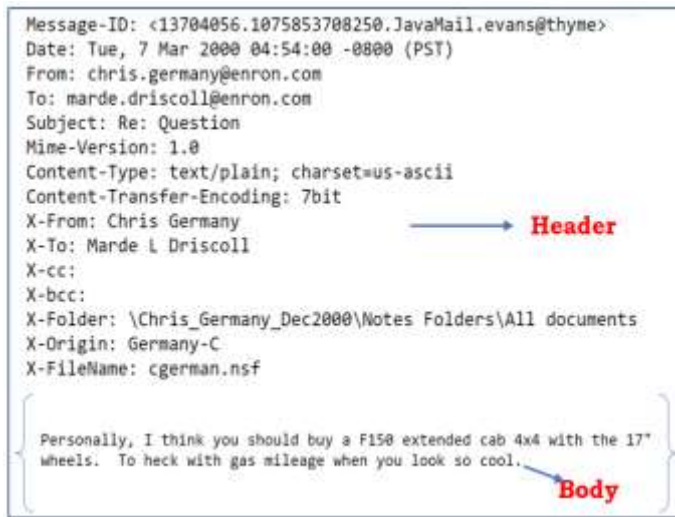 Message-ID: <13704056.1075853708250.JavaMail.evans@thyme>
Date: Tue, 7 Mar 2000 04:54:00 -0800 (PST)
From: chris.germany@enron.com
To: marde.driscoll@enron.com
Subject: Re: Question
Mime-Version: 1.0
Content-Type: text/plain; charset=us-ascii
Content-Transfer-Encoding: 7bit
X-From: Chris Germany
Header
X-To: Marde L Driscoll
X-cc:
X-bcc:
X-Folder: \Chris_Germany_Dec2000\Notes Folders\All documents
X-Origin: Germany-C
X-FileName: cgerman.nsf
Personally, I think you should buy a F150 extended cab 4x4 with the 17"
wheels.  To heck with gas mileage when you look so cool.
Body